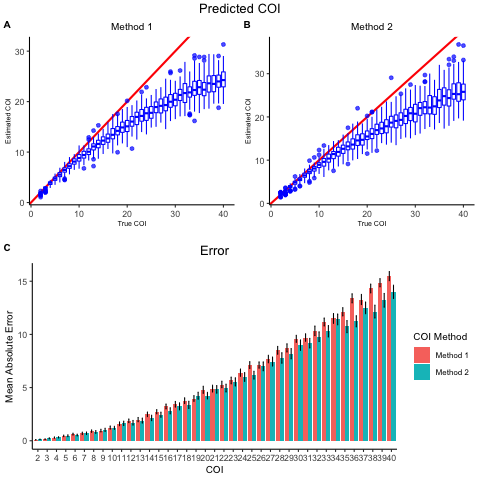 Predicted COI
A
Method 1
Estimated COI
30
20
10
0
0 10 20 30 40
True COI
B
Method 2
Estimated COI
30
20
10
0
0 10 20 30 40
True COI
C
Error
Mean Absolute Error
15
10
5
0
2 3 4 5 6 7 8 9 10 11 12 13 14 15 16 17 18 19 20 21 22 23 24 25 26 27 28 29 30 31 32 33 34 35 36 37 38 39 40
COI
COI Method
Method 1
Method 2